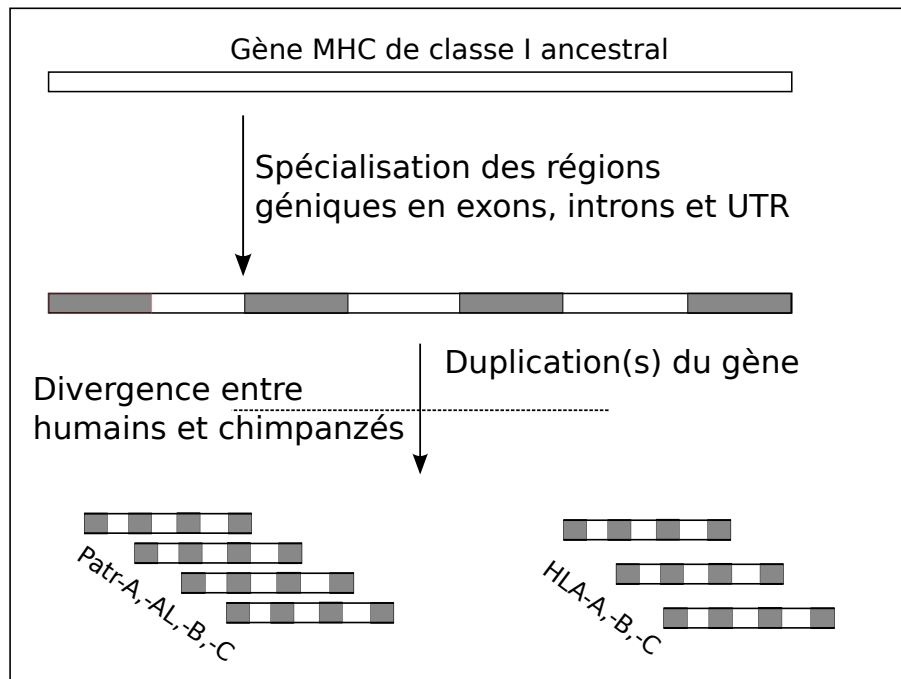 Gène MHC de classe I ancestral
Spécialisation des régions
géniques en exons, introns et UTR
Duplication(s) du gène
Divergence entre
humains et chimpanzés
Patr-A,-AL,-B,-C
HLA-A,-B,-C